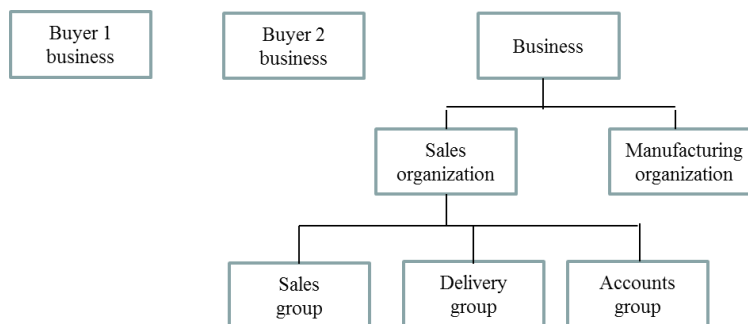 Buyer 1
business
Buyer 2
business
Business
Sales
organization
Manufacturing
organization
Sales
group
Delivery
group
Accounts
group